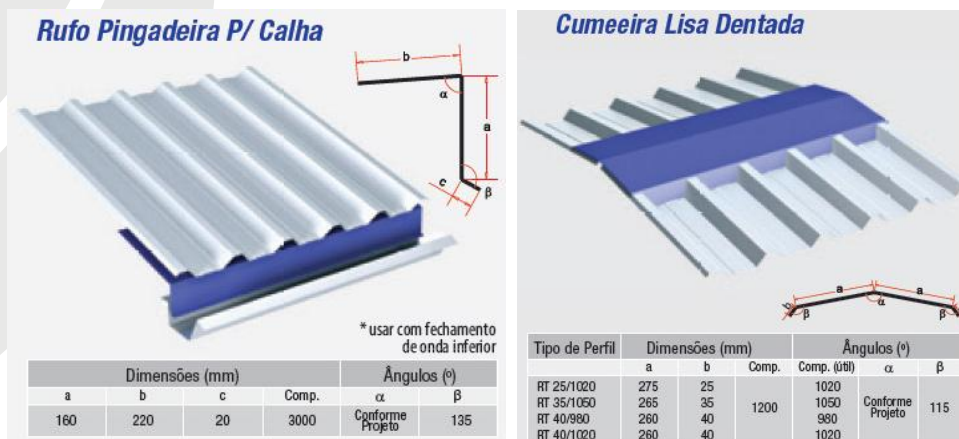 Rufo Pingadeira P/ Calha
b
α
a
c
β
* usar com fechamento
de onda inferior
Dimensões (mm) Ângulos (º)
a b c Comp. α β
160 220 20 3000 Conforme Projeto 135
Cumeeira Lisa Dentada
a a
b β α β
Tipo de Perfil Dimensões (mm) Ângulos (º)
a b Comp. Comp. (útil) α β
RT 25/1020 275 25 1020
RT 35/1050 265 35 1200 1050 Conforme Projeto 115
RT 40/980 260 40 980
RT 40/1020 260 40 1020